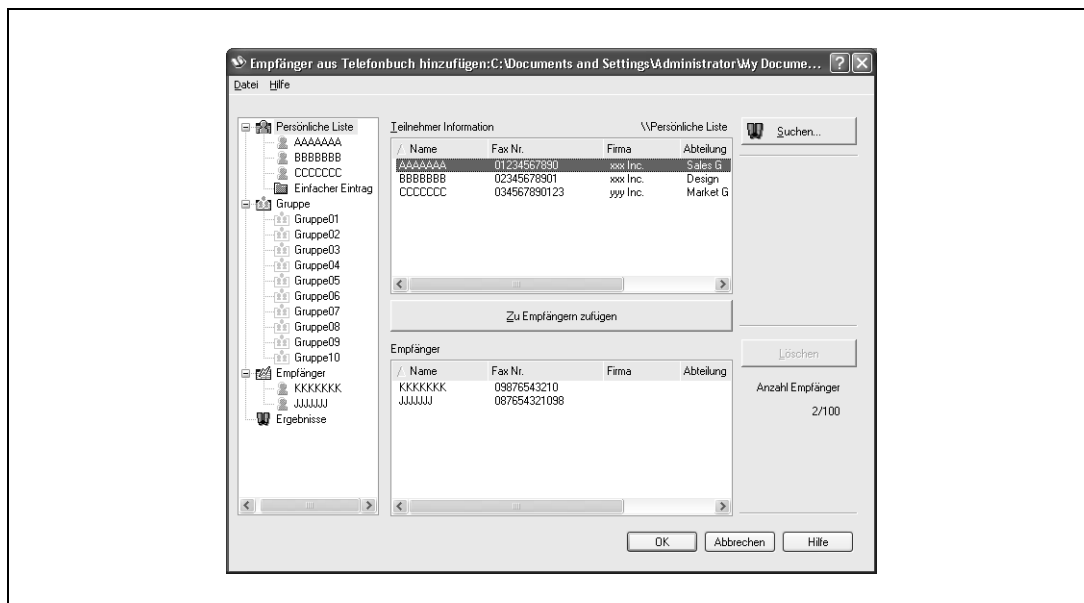 Empfänger aus Telefonbuch hinzufügen:C:\Documents and Settings\Administrator\My Docume...
Datei Hilfe
Persönliche Liste
AAAAAAA
BBBBBBB
CCCCCCC
Einfacher Eintrag
Gruppe
Gruppe01
Gruppe02
Gruppe03
Gruppe04
Gruppe05
Gruppe06
Gruppe07
Gruppe08
Gruppe09
Gruppe10
Empfänger
KKKKKKK
JJJJJJJ
Ergebnisse
Teilnehmer Information \\Persönliche Liste
/ Name Fax Nr. Firma Abteilung
AAAAAAA 01234567890 xxx Inc. Sales G
BBBBBBB 02345678901 xxx Inc. Design
CCCCCCC 034567890123 yyy Inc. Market G
Zu Empfängern zufügen
Empfänger
/ Name Fax Nr. Firma Abteilung
KKKKKKK 09876543210
JJJJJJJ 087654321098
Suchen...
Löschen
Anzahl Empfänger
2/100
OK Abbrechen Hilfe